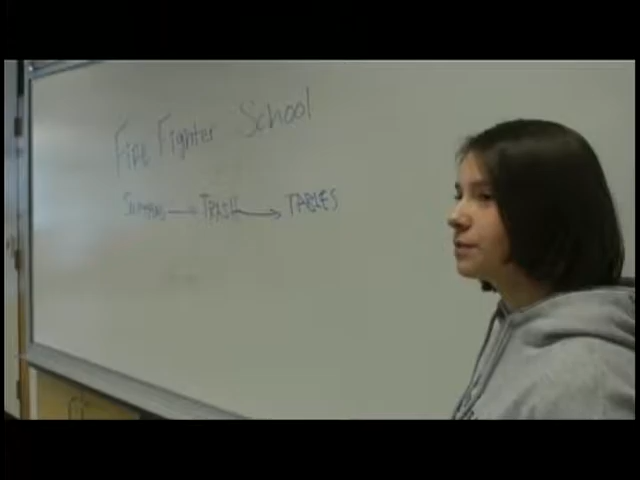 Fire Fighter School
→ TRASH → TABLES